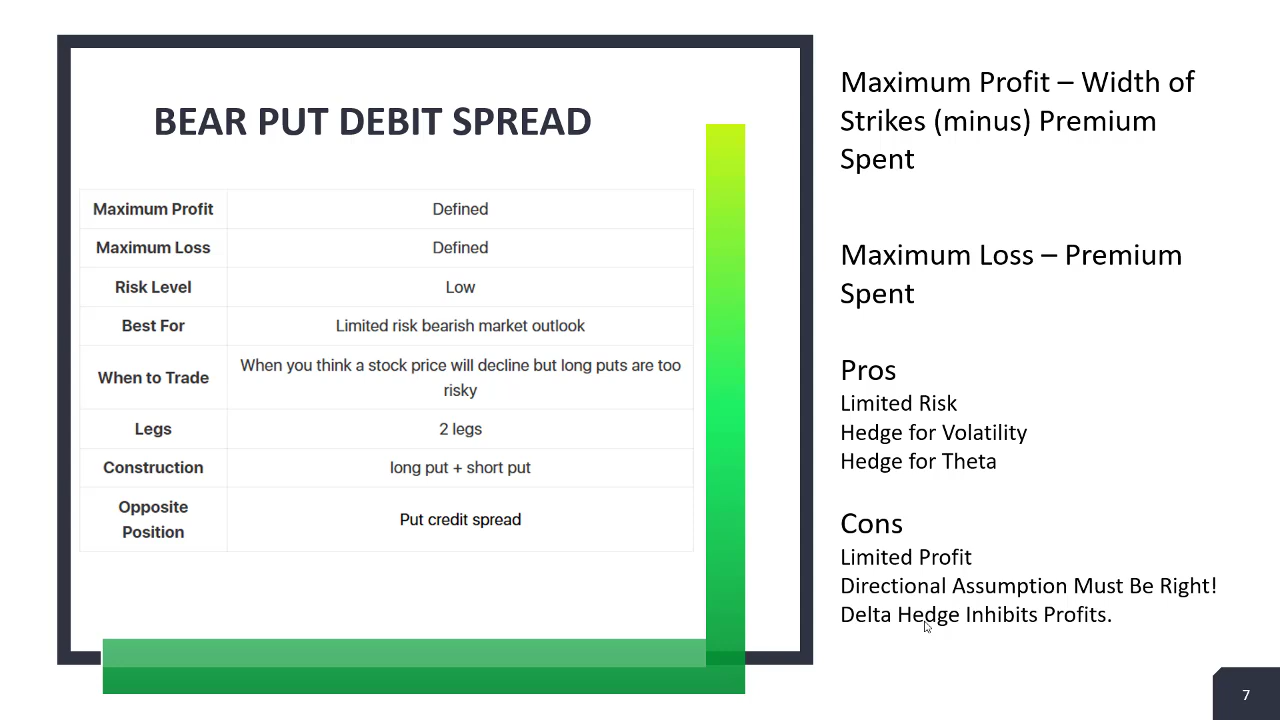 BEAR PUT DEBIT SPREAD
Maximum Profit Defined
Maximum Loss Defined
Risk Level Low
Best For Limited risk bearish market outlook
When to Trade When you think a stock price will decline but long puts are too
risky
Legs 2 legs
Construction long put + short put
Opposite
Position Put credit spread
Maximum Profit – Width of
Strikes (minus) Premium
Spent
Maximum Loss – Premium
Spent
Pros
Limited Risk
Hedge for Volatility
Hedge for Theta
Cons
Limited Profit
Directional Assumption Must Be Right!
Delta Hedge Inhibits Profits.
7